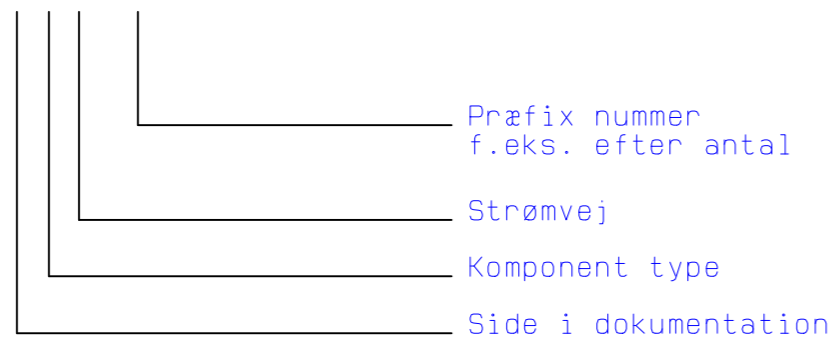 Præfix nummer
f.eks. efter antal
Strømvej
Komponent type
Side i dokumentation